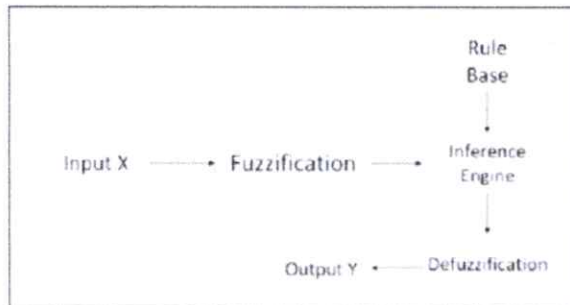 Rule
Base
Input X
Fuzzification
Inference
Engine
Output Y
Defuzzification